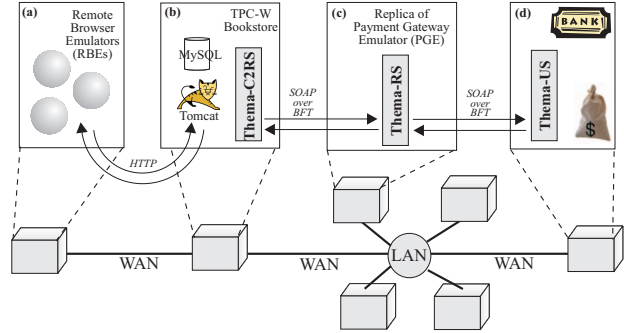 (a)
Remote
Browser
Emulators
(RBEs)
HTTP
(b)
TPC-W
Bookstore
MySQL
Tomcat
Thema-C2RS
SOAP
over
BFT
(c)
Replica of
Payment Gateway
Emulator (PGE)
Thema-RS
SOAP
over
BFT
(d)
BANK
Thema-US
$
WAN
WAN
LAN
WAN